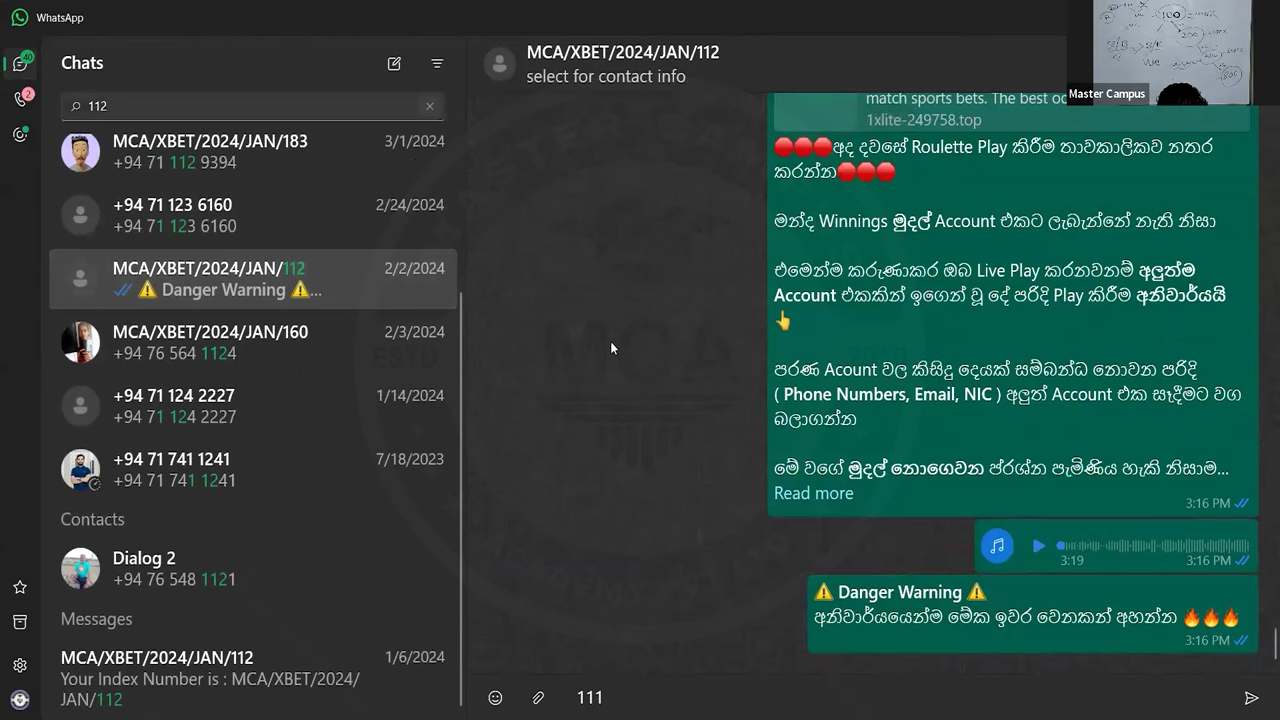 WhatsApp
40
2
Chats
112
MCA/XBET/2024/JAN/183
3/1/2024
+94 71 112 9394
+94 71 123 6160
2/24/2024
+94 71 123 6160
MCA/XBET/2024/JAN/112
2/2/2024
⚠️ Danger Warning ⚠️...
MCA/XBET/2024/JAN/160
2/3/2024
+94 76 564 1124
+94 71 124 2227
1/14/2024
+94 71 124 2227
+94 71 741 1241
7/18/2023
+94 71 741 1241
Contacts
Dialog 2
+94 76 548 1121
Messages
MCA/XBET/2024/JAN/112
1/6/2024
Your Index Number is : MCA/XBET/2024/
JAN/112
MCA/XBET/2024/JAN/112
select for contact info
Master Campus
1xlite-249758.top
🔴🔴🔴අද දවසේ Roulette Play කිරීම තාවකාලිකව නතර
කරන්න🔴🔴🔴
මන්ද Winnings මුදල් Account එකට ලැබැන්නේ නැති නිසා
එමෙන්ම කරුණාකර ඔබ Live Play කරනවනම් අලුත්ම
Account එකකින් ඉගෙන් වූ දේ පරිදි Play කිරීම අනිවාර්යයි
👆
පරණ Acount වල කිසිදු දෙයක් සම්බන්ධ නොවන පරිදි
( Phone Numbers, Email, NIC ) අලුත් Account එක සෑදීමට වග
බලාගන්න
මේ වගේ මුදල් නොගෙවන ප්රශ්න පැමිණිය හැකි නිසාම...
Read more
3:16 PM
3:19
3:16 PM
⚠️ Danger Warning ⚠️
අනිවාර්යයෙන්ම මේක ඉවර වෙනකන් අහන්න 🔥🔥🔥
3:16 PM
MCA
111